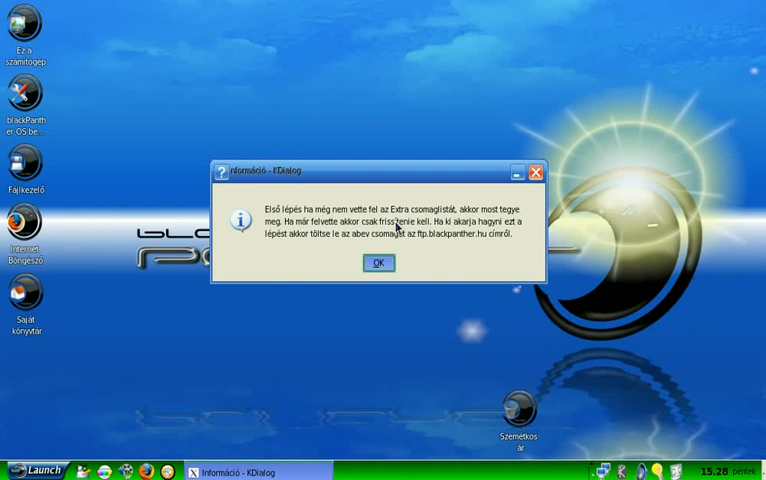 Ez a
számítógép
blackPanth
er OS be...
Fájlkezelő
Internet
Böngésző
Saját
könyvtár
Információ - KDialog
Első lépés ha még nem vette fel az Extra csomaglistát, akkor most tegye
meg. Ha már felvette akkor csak frissítenie kell. Ha ki akarja hagyni ezt a
lépést akkor töltse le az abev csomagját az ftp.blackpanther.hu címről.
OK
Szemétkos
ár
Launch
Információ - KDialog
15.28 péntek